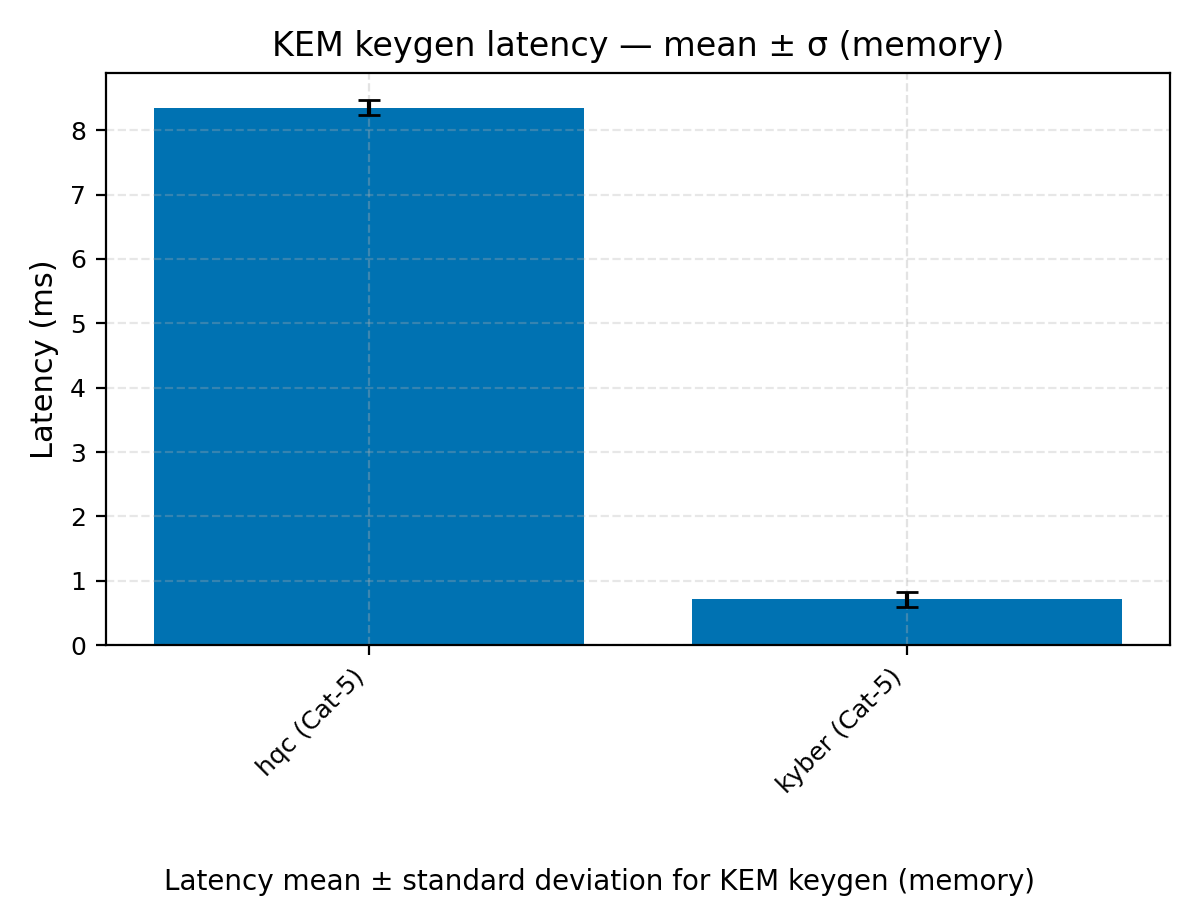 KEM keygen latency — mean ± σ (memory)
Latency (ms)
8
7
6
5
4
3
2
1
0
hqc (Cat-5)
kyber (Cat-5)
Latency mean ± standard deviation for KEM keygen (memory)